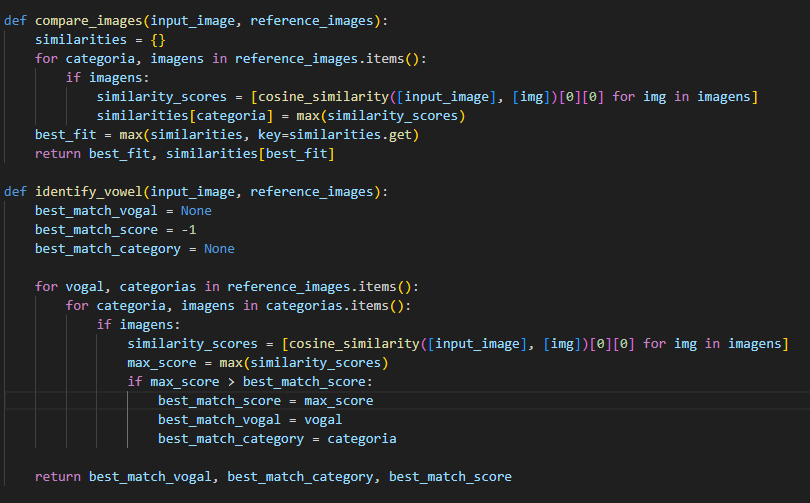 def compare_images(input_image, reference_images):
    similarities = {}
    for categoria, imagens in reference_images.items():
        if imagens:
            similarity_scores = [cosine_similarity([input_image], [img])[0][0] for img in imagens]
            similarities[categoria] = max(similarity_scores)
    best_fit = max(similarities, key=similarities.get)
    return best_fit, similarities[best_fit]

def identify_vowel(input_image, reference_images):
    best_match_vogal = None
    best_match_score = -1
    best_match_category = None

    for vogal, categorias in reference_images.items():
        for categoria, imagens in categorias.items():
            if imagens:
                similarity_scores = [cosine_similarity([input_image], [img])[0][0] for img in imagens]
                max_score = max(similarity_scores)
                if max_score > best_match_score:
                    best_match_score = max_score
                    best_match_vogal = vogal
                    best_match_category = categoria

    return best_match_vogal, best_match_category, best_match_score